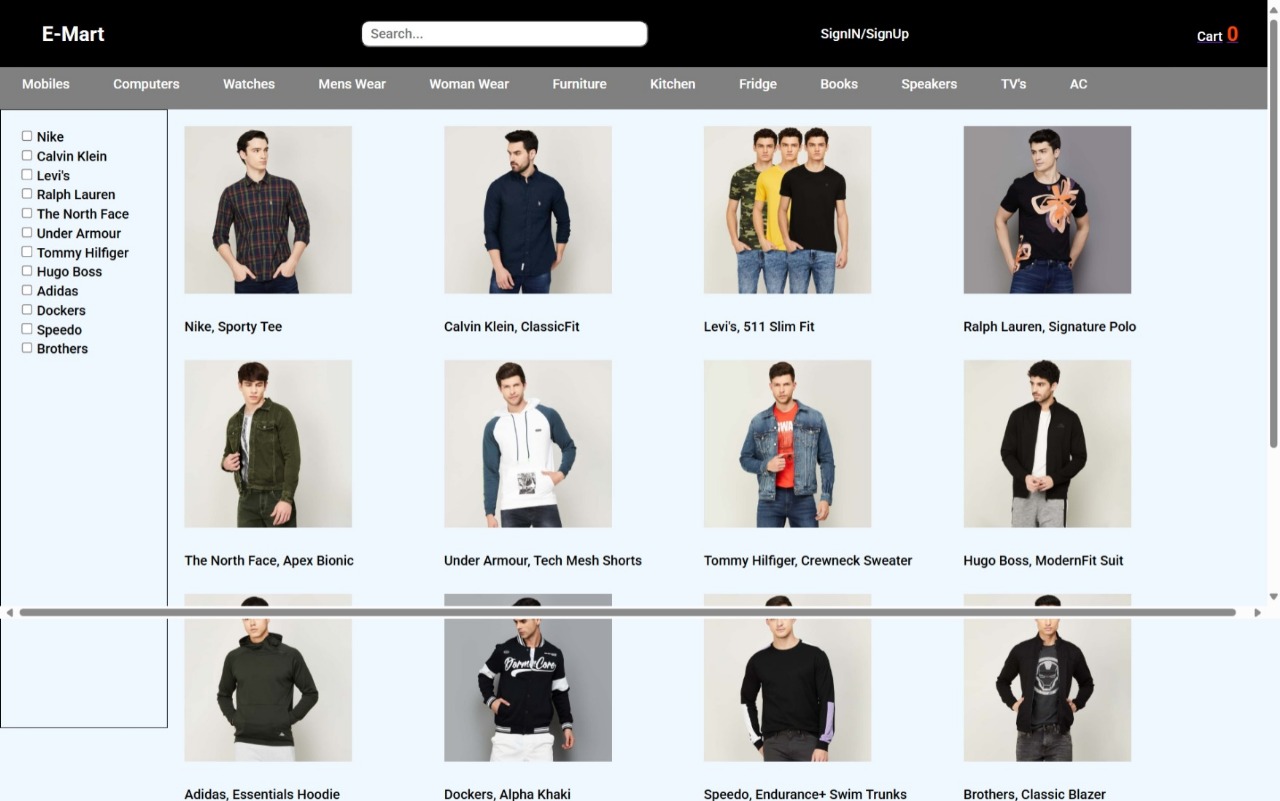 E-Mart
Search...
SignIN/SignUp
Cart 0
Mobiles Computers Watches Mens Wear Woman Wear Furniture Kitchen Fridge Books Speakers TV's AC
Nike
Calvin Klein
Levi's
Ralph Lauren
The North Face
Under Armour
Tommy Hilfiger
Hugo Boss
Adidas
Dockers
Speedo
Brothers
Nike, Sporty Tee
Calvin Klein, ClassicFit
Levi's, 511 Slim Fit
Ralph Lauren, Signature Polo
The North Face, Apex Bionic
Under Armour, Tech Mesh Shorts
Tommy Hilfiger, Crewneck Sweater
Hugo Boss, ModernFit Suit
Adidas, Essentials Hoodie
Dockers, Alpha Khaki
Speedo, Endurance+ Swim Trunks
Brothers, Classic Blazer